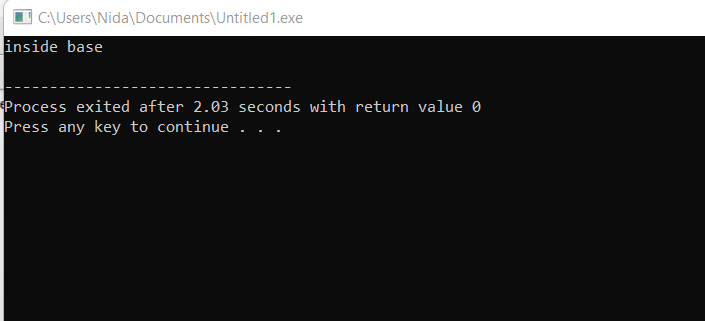 C:\Users\Nida\Documents\Untitled1.exe
inside base
--------------------------------
Process exited after 2.03 seconds with return value 0
Press any key to continue . . .